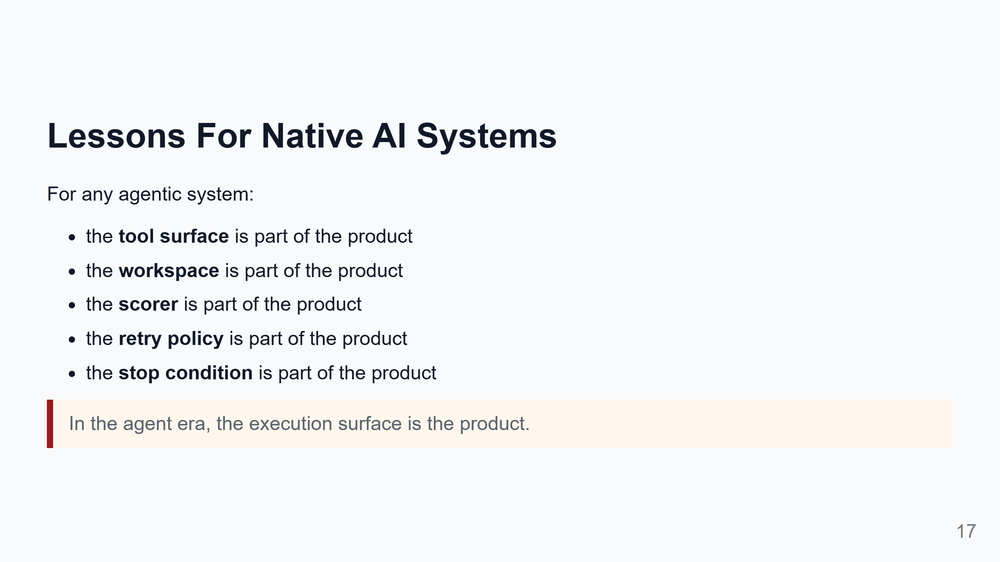 Lessons For Native AI Systems
For any agentic system:
the tool surface is part of the product
the workspace is part of the product
the scorer is part of the product
the retry policy is part of the product
the stop condition is part of the product
In the agent era, the execution surface is the product.
17